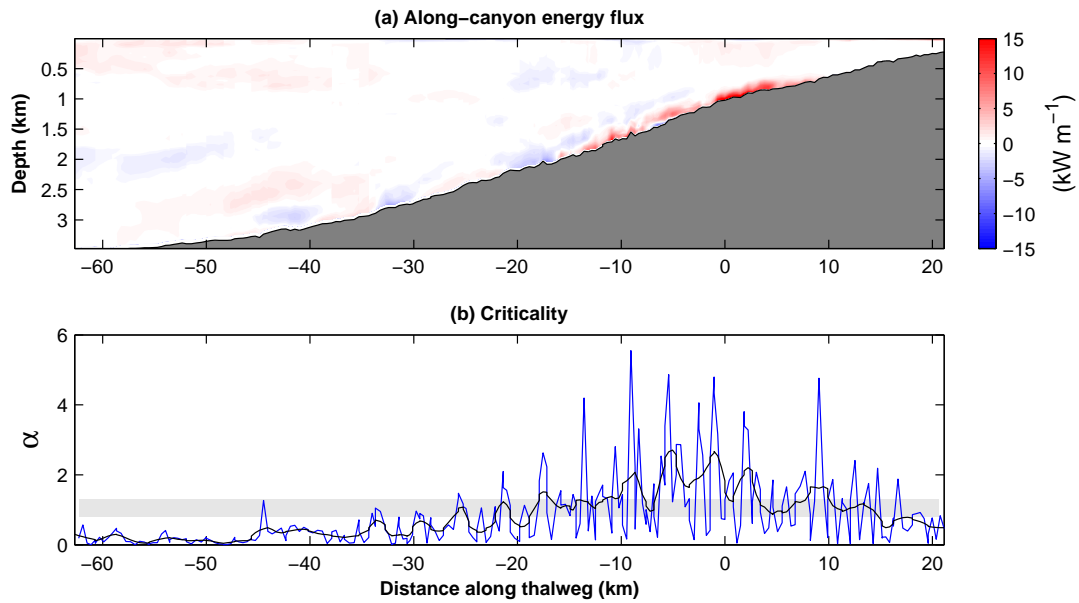 (a) Along−canyon energy flux
0.5
1
1.5
2
2.5
3
Depth (km)
−60 −50 −40 −30 −20 −10 0 10 20
15
10
5
0
−5
−10
−15
(kW m−1)
(b) Criticality
6
4
2
0
α
−60 −50 −40 −30 −20 −10 0 10 20
Distance along thalweg (km)